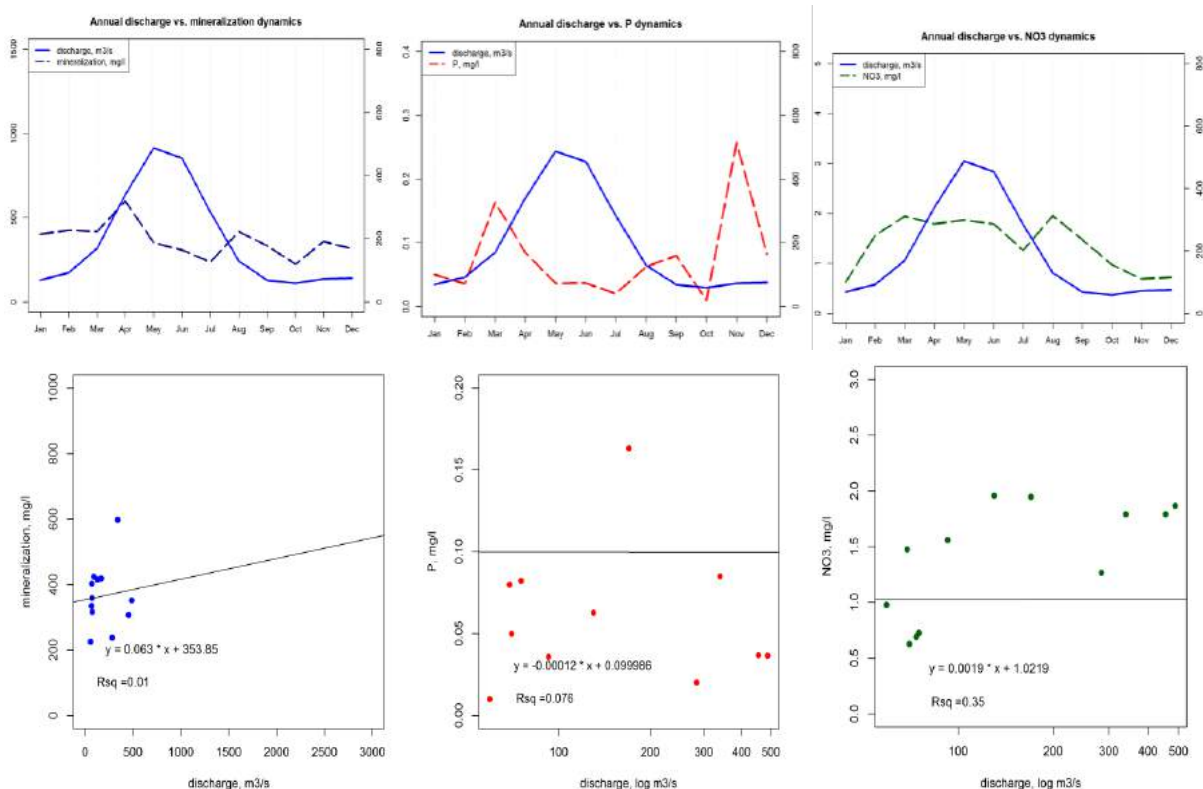 Annual discharge vs. mineralization dynamics
discharge, m3/s
mineralization, mg/l
1500
1000
500
0
800
600
400
200
0
Jan Feb Mar Apr May Jun Jul Aug Sep Oct Nov Dec
Annual discharge vs. P dynamics
discharge, m3/s
P, mg/l
0.4
0.3
0.2
0.1
0.0
800
600
400
200
0
Jan Feb Mar Apr May Jun Jul Aug Sep Oct Nov Dec
Annual discharge vs. NO3 dynamics
discharge, m3/s
NO3, mg/l
5
4
3
2
1
0
800
600
400
200
0
Jan Feb Mar Apr May Jun Jul Aug Sep Oct Nov Dec
mineralization, mg/l
1000
800
600
400
200
0
y = 0.063 * x + 353.85
Rsq =0.01
0 500 1000 1500 2000 2500 3000
discharge, m3/s
P, mg/l
0.20
0.15
0.10
0.05
0.00
y = -0.00012 * x + 0.099986
Rsq =0.076
100 200 300 400 500
discharge, log m3/s
NO3, mg/l
3.0
2.5
2.0
1.5
1.0
0.5
0.0
y = 0.0019 * x + 1.0219
Rsq =0.35
100 200 300 400 500
discharge, log m3/s